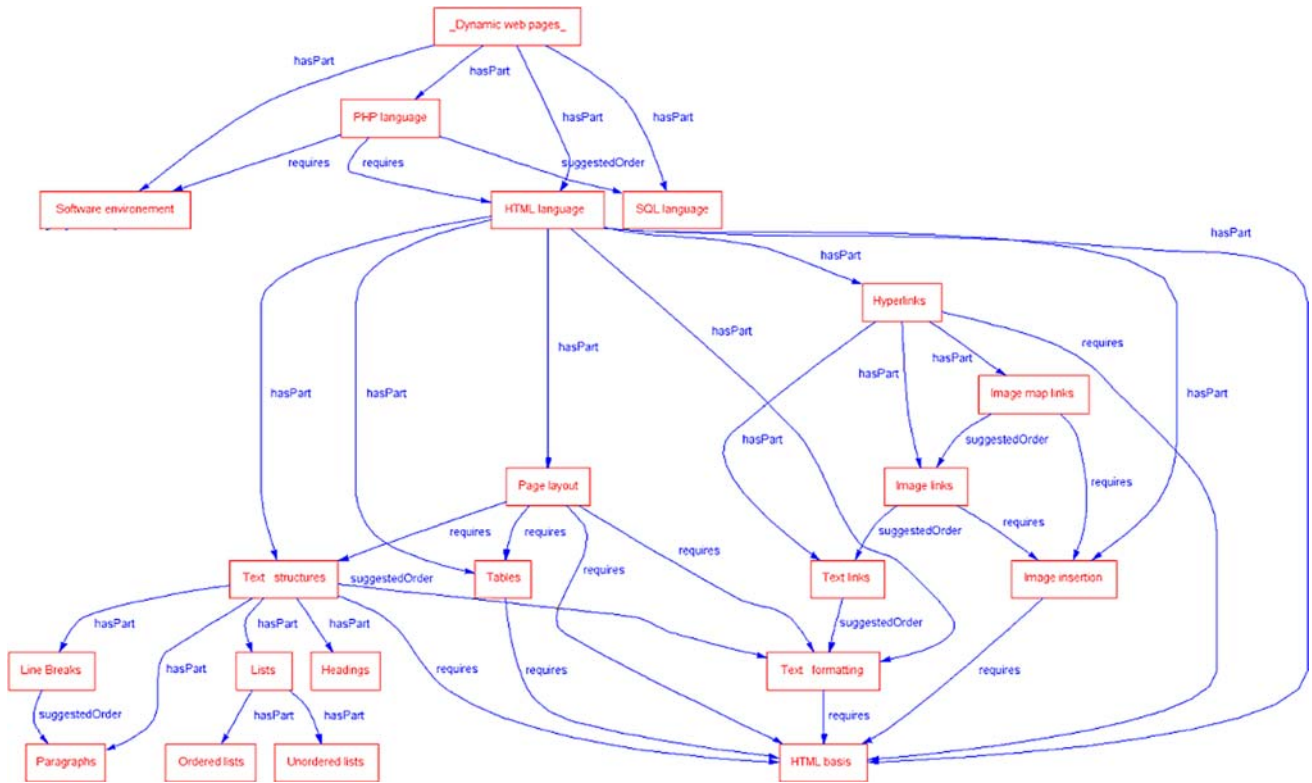 _Dynamic web pages_
hasPart
hasPart
hasPart
hasPart
PHP language
requires
requires
suggestedOrder
Software environement
HTML language
SQL language
hasPart
hasPart
Hyperlinks
hasPart
hasPart
requires
hasPart
hasPart
Image map links
hasPart
hasPart
hasPart
hasPart
suggestedOrder
Page layout
Image links
requires
requires
requires
suggestedOrder
requires
requires
requires
Text structures
suggestedOrder
Tables
Text links
Image insertion
hasPart
hasPart
hasPart
suggestedOrder
Line Breaks
hasPart
Lists
Headings
requires
requires
Text formatting
requires
suggestedOrder
hasPart
hasPart
requires
Paragraphs
Ordered lists
Unordered lists
HTML basis